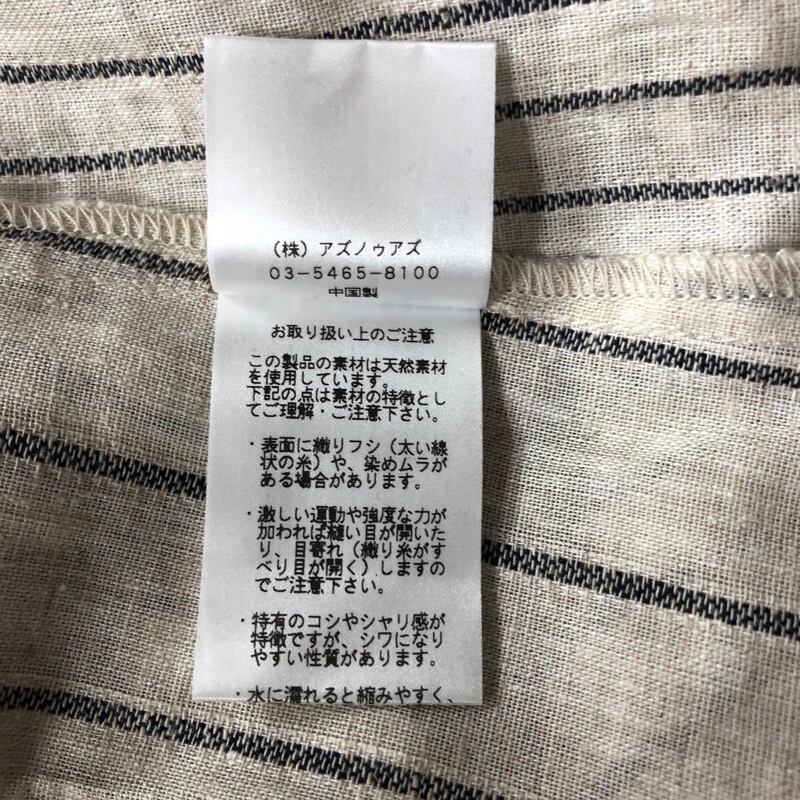 (株) アズノゥアズ
03-5465-8100
中国製
お取り扱い上のご注意
この製品の素材は天然素材
を使用しています。
下記の点は素材の特徴とし
てご理解・ご注意下さい。
・表面に織りフシ(太い線
状の糸)や、染めムラが
ある場合があります。
・激しい運動や強度な力が
加われば縫い目が開いた
り、目寄れ(織り糸がす
べり目が開く)しますの
でご注意下さい。
・特有のコシやシャリ感が
特徴ですが、シワになり
やすい性質があります。
・水に濡れると縮みやすく、